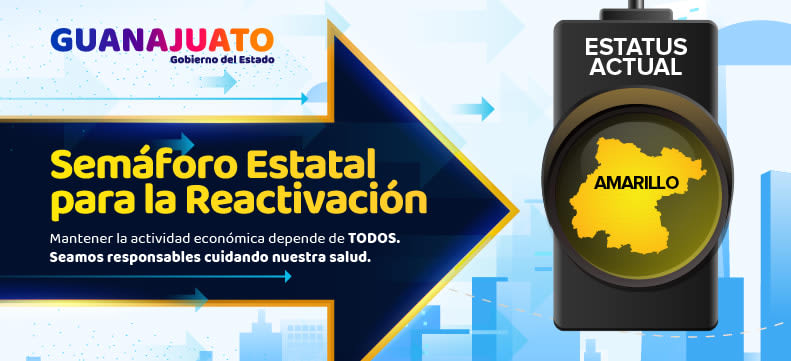 GUANAJUATO
Gobierno del Estado
Semáforo Estatal
para la Reactivación
Mantener la actividad económica depende de TODOS.
Seamos responsables cuidando nuestra salud.
ESTATUS
ACTUAL
AMARILLO